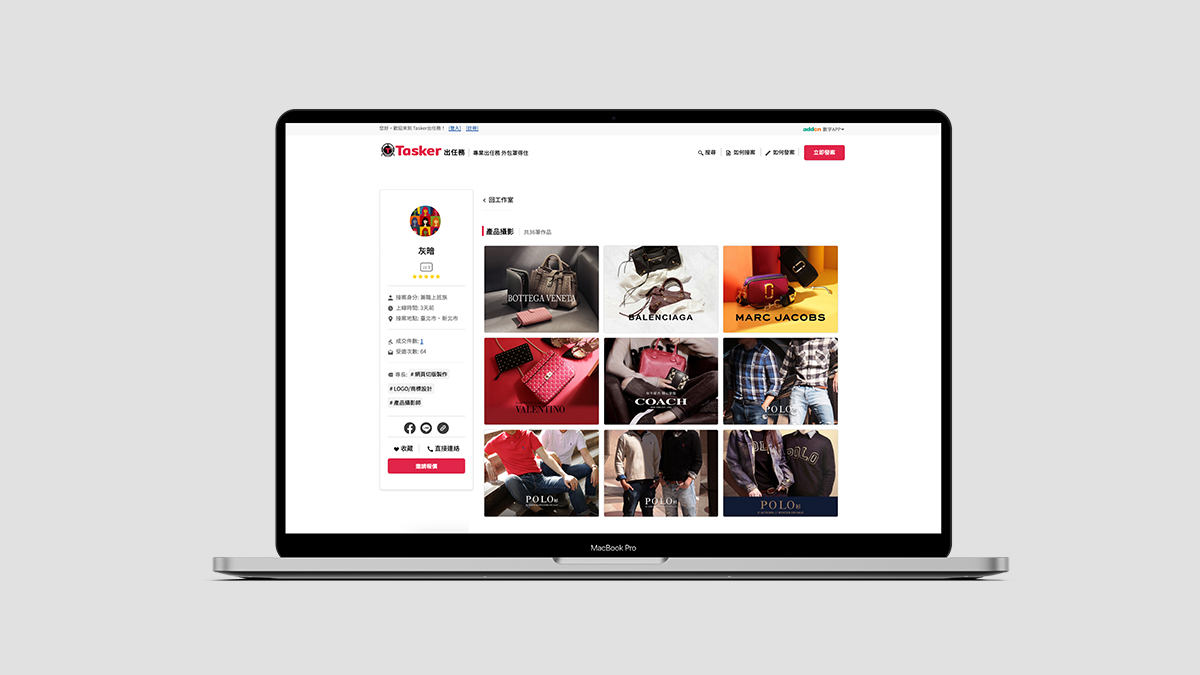 您好，歡迎來到 Tasker出任務！ [登入] [註冊]
addon 數字APP
Tasker 出任務 專業出任務 外包罩得住
搜尋 如何接案 如何發案 立即發案
回工作室
灰暗
產品攝影 共36筆作品
接案身分: 兼職上班族
上線時間: 3天前
接案地點: 臺北市、新北市
成交件數: 1
受邀次數: 64
專長: #網頁切版製作
#LOGO/商標設計
#產品攝影師
收藏 直接連絡
邀請報價
BOTTEGA VENETA
BALENCIAGA
MARC JACOBS
VALENTINO
COACH
POLO
POLO
POLO
POLO
MacBook Pro